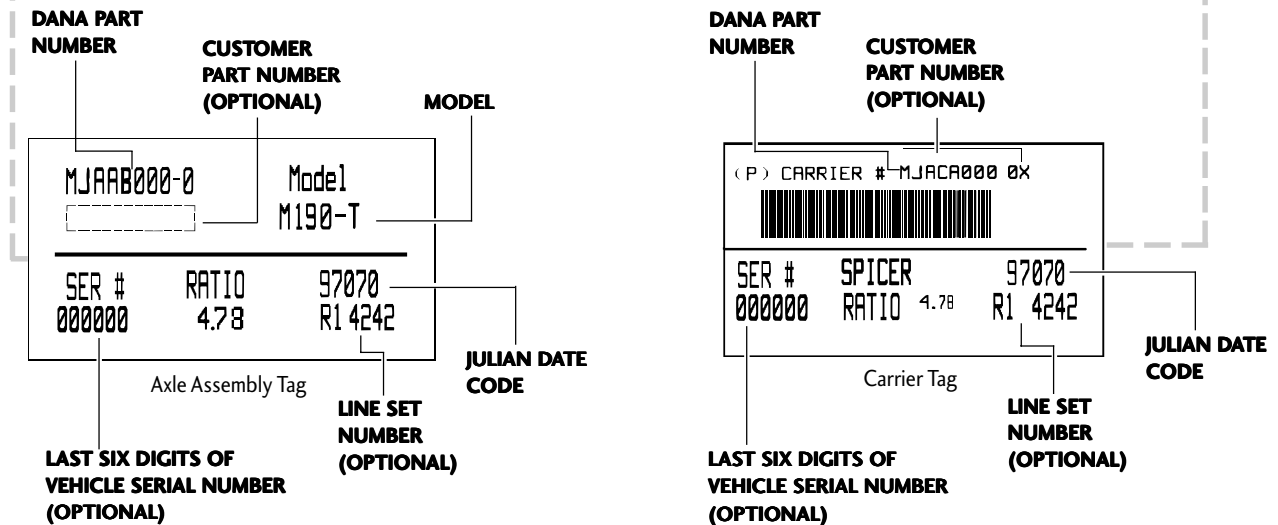 DANA PART
NUMBER
CUSTOMER
PART NUMBER
(OPTIONAL)
MODEL
MJAAB000-0
Model
M190-T
SER #
RATIO
97070
000000
4.78
R1 4242
Axle Assembly Tag
JULIAN DATE
CODE
LINE SET
NUMBER
(OPTIONAL)
LAST SIX DIGITS OF
VEHICLE SERIAL NUMBER
(OPTIONAL)
DANA PART
NUMBER
CUSTOMER
PART NUMBER
(OPTIONAL)
(P) CARRIER # MJACA000 0X
SER #
SPICER
97070
000000
RATIO 4.78
R1 4242
Carrier Tag
JULIAN DATE
CODE
LINE SET
NUMBER
(OPTIONAL)
LAST SIX DIGITS OF
VEHICLE SERIAL NUMBER
(OPTIONAL)